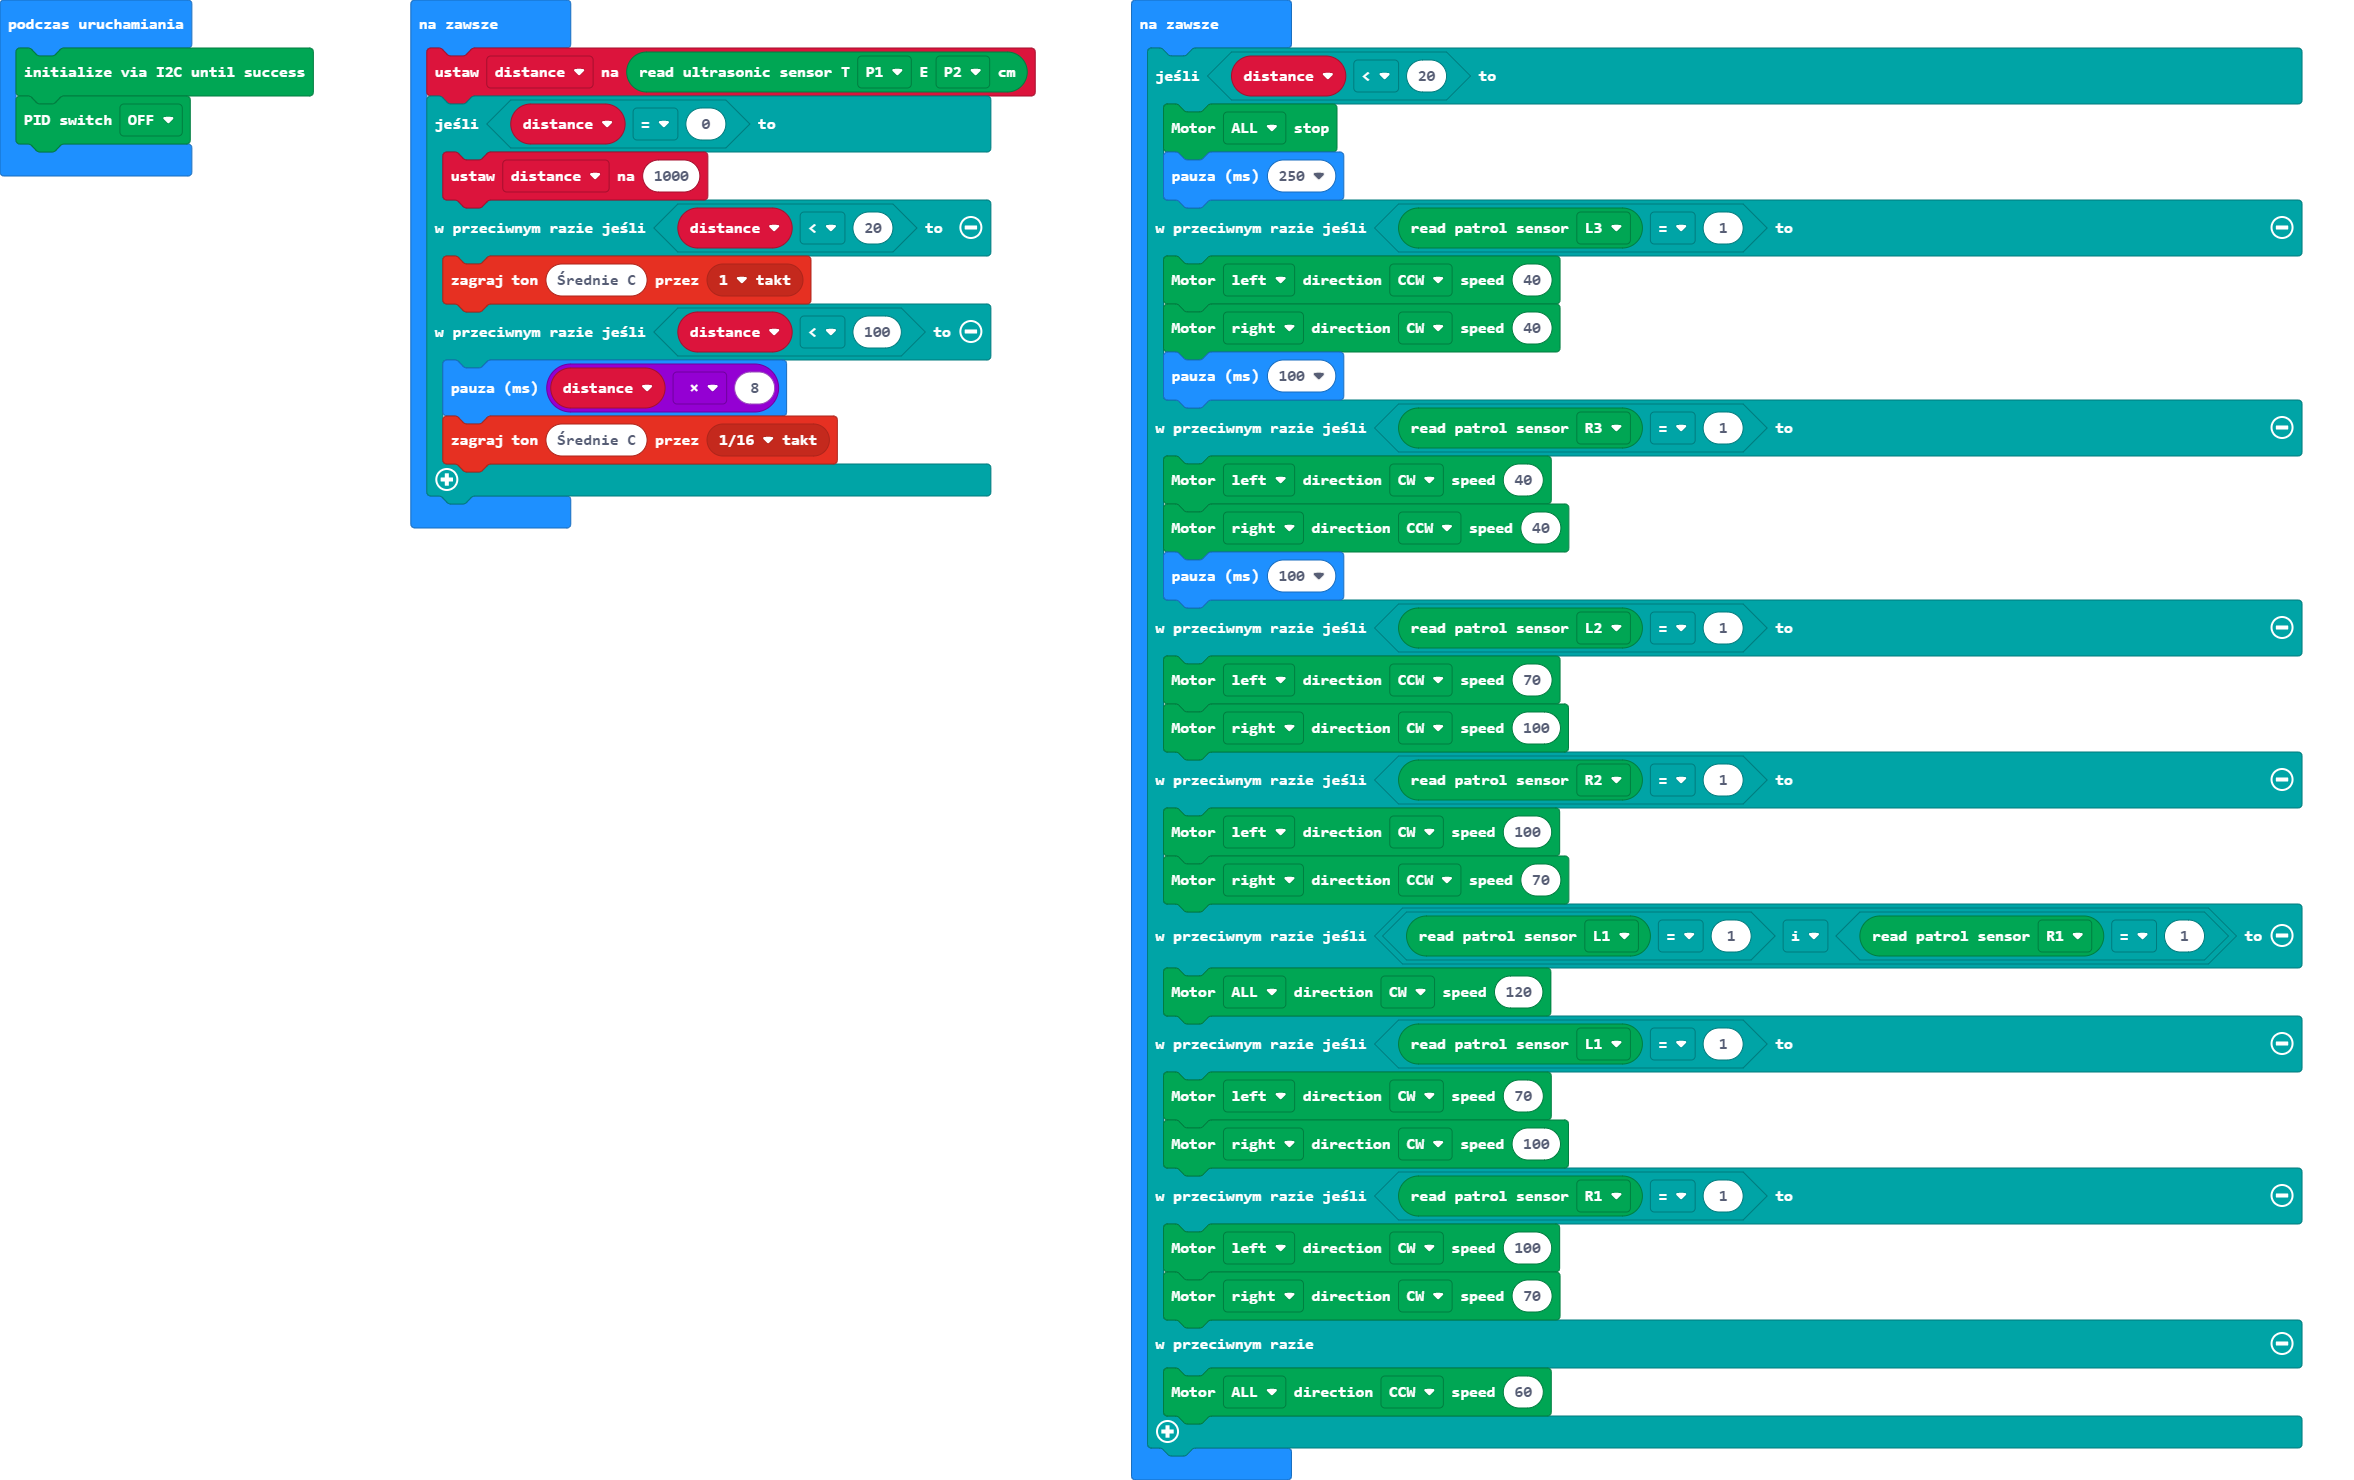 podczas uruchamiania
initialize via I2C until success
PID switch OFF
na zawsze
ustaw distance na read ultrasonic sensor T P1 E P2 cm
jeśli distance = 0 to
ustaw distance na 1000
w przeciwnym razie jeśli distance < 20 to
zagraj ton Średnie C przez 1 takt
w przeciwnym razie jeśli distance < 100 to
pauza (ms) distance × 8
zagraj ton Średnie C przez 1/16 takt
na zawsze
jeśli distance < 20 to
Motor ALL stop
pauza (ms) 250
w przeciwnym razie jeśli read patrol sensor L3 = 1 to
Motor left direction CCW speed 40
Motor right direction CW speed 40
pauza (ms) 100
w przeciwnym razie jeśli read patrol sensor R3 = 1 to
Motor left direction CW speed 40
Motor right direction CCW speed 40
pauza (ms) 100
w przeciwnym razie jeśli read patrol sensor L2 = 1 to
Motor left direction CCW speed 70
Motor right direction CW speed 100
w przeciwnym razie jeśli read patrol sensor R2 = 1 to
Motor left direction CW speed 100
Motor right direction CCW speed 70
w przeciwnym razie jeśli read patrol sensor L1 = 1 i read patrol sensor R1 = 1 to
Motor ALL direction CW speed 120
w przeciwnym razie jeśli read patrol sensor L1 = 1 to
Motor left direction CW speed 70
Motor right direction CW speed 100
w przeciwnym razie jeśli read patrol sensor R1 = 1 to
Motor left direction CW speed 100
Motor right direction CW speed 70
w przeciwnym razie
Motor ALL direction CCW speed 60